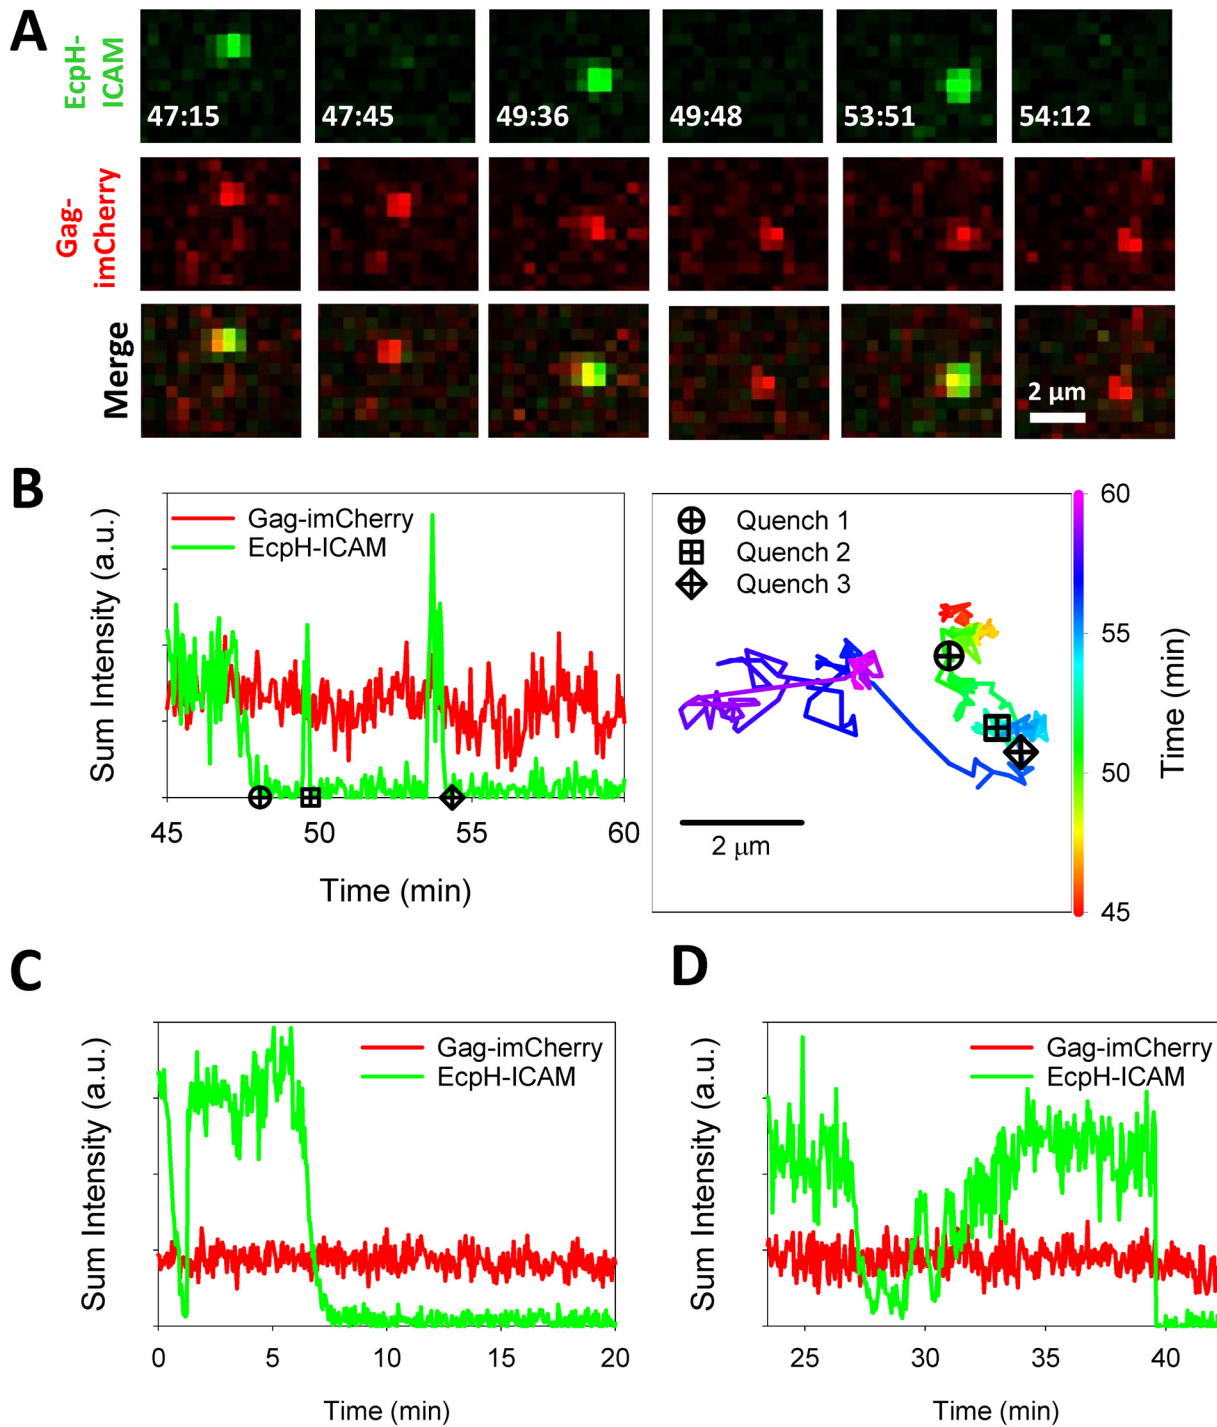 A
EcpH-
ICAM
47:15
47:45
49:36
49:48
53:51
54:12
Gag-
imCherry
Merge
2 μm
B
Sum Intensity (a.u.)
Gag-imCherry
EcpH-ICAM
45
50
55
60
Time (min)
Quench 1
Quench 2
Quench 3
2 μm
60
55
50
45
Time (min)
C
Sum Intensity (a.u.)
Gag-imCherry
EcpH-ICAM
0
5
10
15
20
Time (min)
D
Sum Intensity (a.u.)
Gag-imCherry
EcpH-ICAM
25
30
35
40
Time (min)